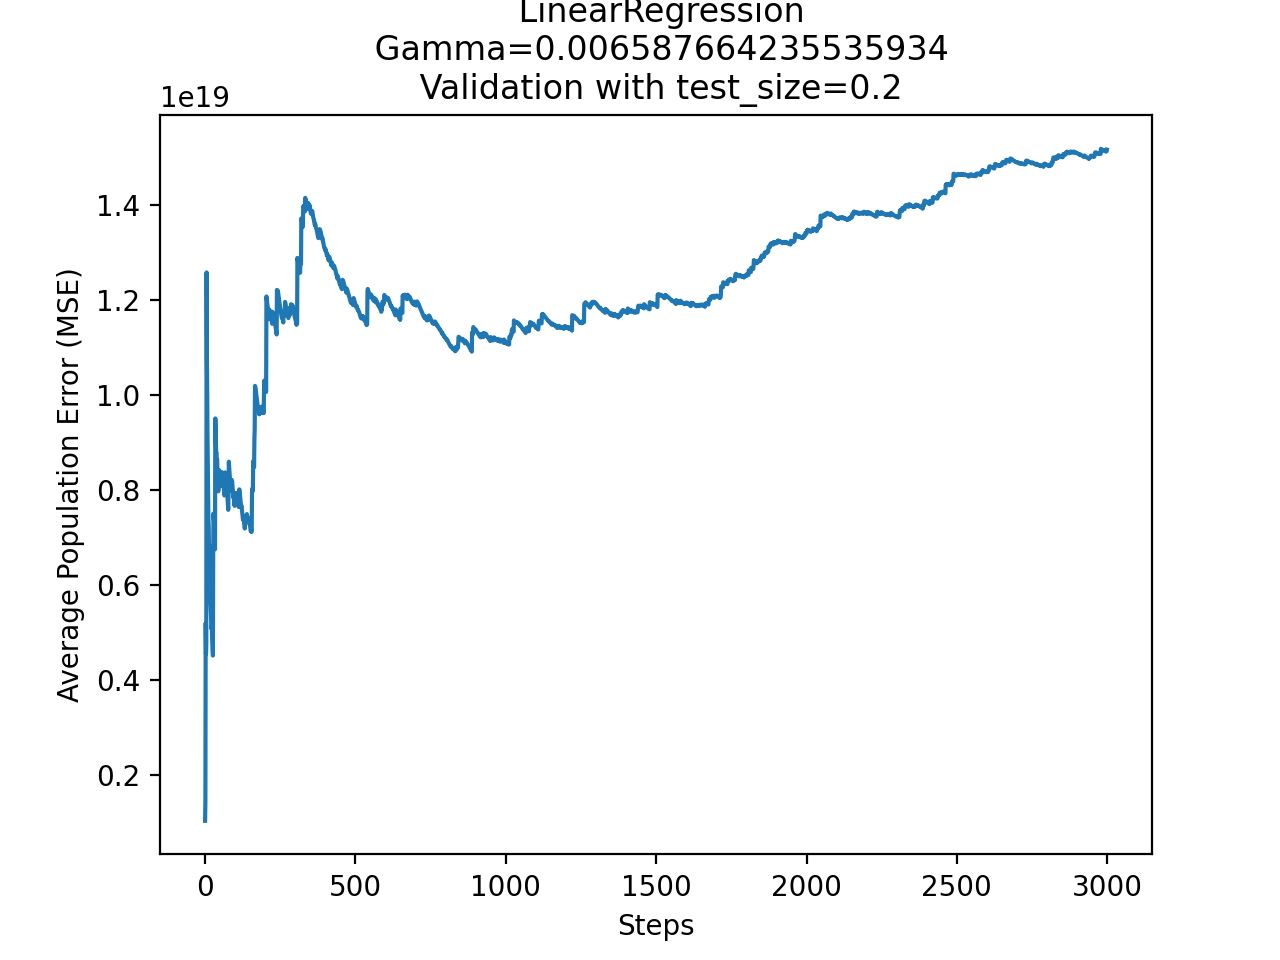 LinearRegression
Gamma=0.006587664235535934
Validation with test_size=0.2
1e19
1.4
1.2
1.0
0.8
0.6
0.4
0.2
Average Population Error (MSE)
0 500 1000 1500 2000 2500 3000
Steps